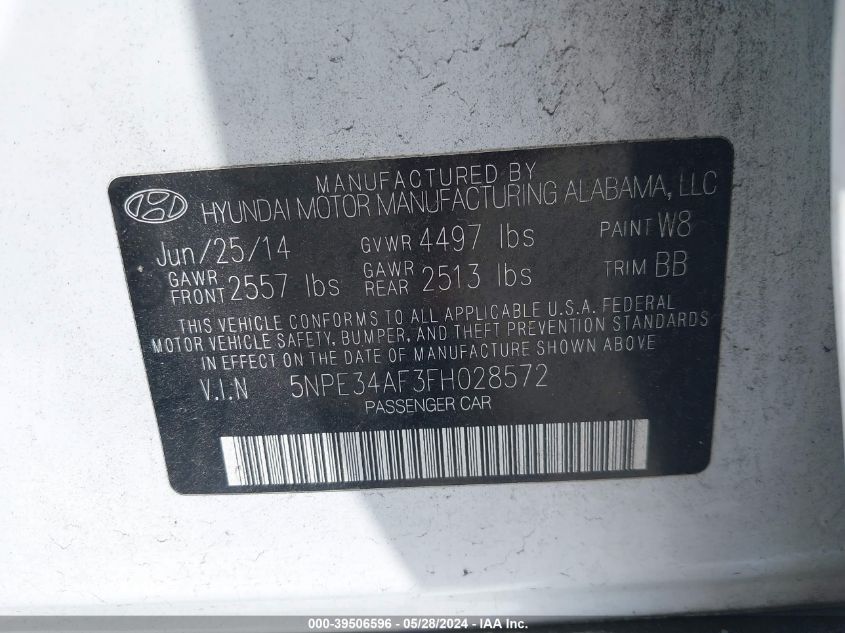 MANUFACTURED BY
HYUNDAI MOTOR MANUFACTURING ALABAMA, LLC
Jun/25/14 GVWR 4497 lbs PAINT W8
GAWR FRONT 2557 lbs GAWR REAR 2513 lbs TRIM BB
THIS VEHICLE CONFORMS TO ALL APPLICABLE U.S.A. FEDERAL
MOTOR VEHICLE SAFETY, BUMPER, AND THEFT PREVENTION STANDARDS
IN EFFECT ON THE DATE OF MANUFACTURE SHOWN ABOVE
V.I.N 5NPE34AF3FH028572
PASSENGER CAR
000-39506596 - 05/28/2024 - IAA Inc.